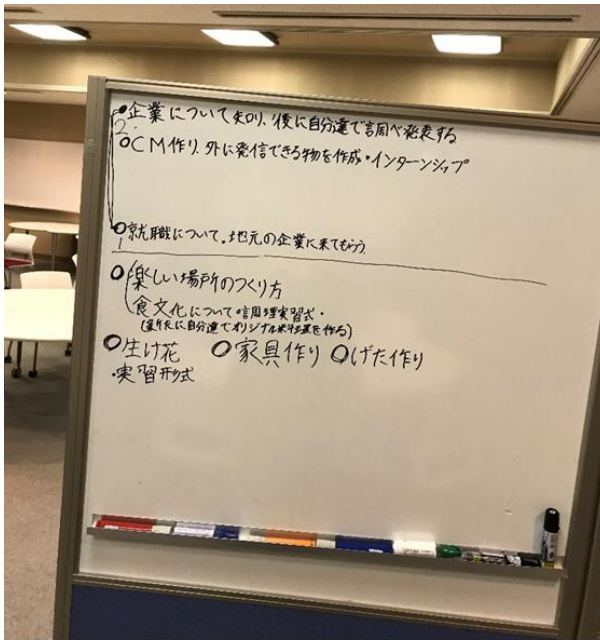 ●企業について知り、後に自分達で調べ発表する
2.
○CM作り、外に発信できる物を作成・インターンシップ
○就職について。地元の企業に来てもらう
1
○楽しい場所のつくり方
食文化について調理実習式・
(最後に自分達でオリジナル料理を作る)
○生け花 ○家具作り ○げた作り
・実習形式